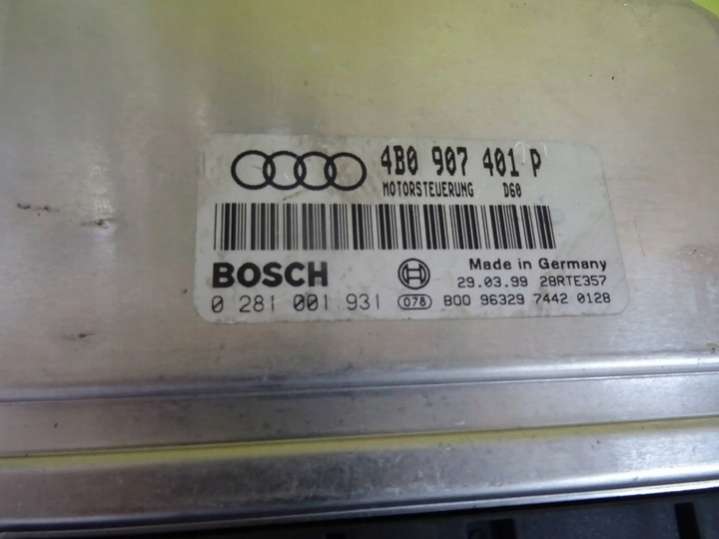 4B0 907 401 P
MOTORSTEUERUNG D60
BOSCH
Made in Germany
29.03.99 28RTE357
0 281 001 931 078 B00 96329 7442 0128